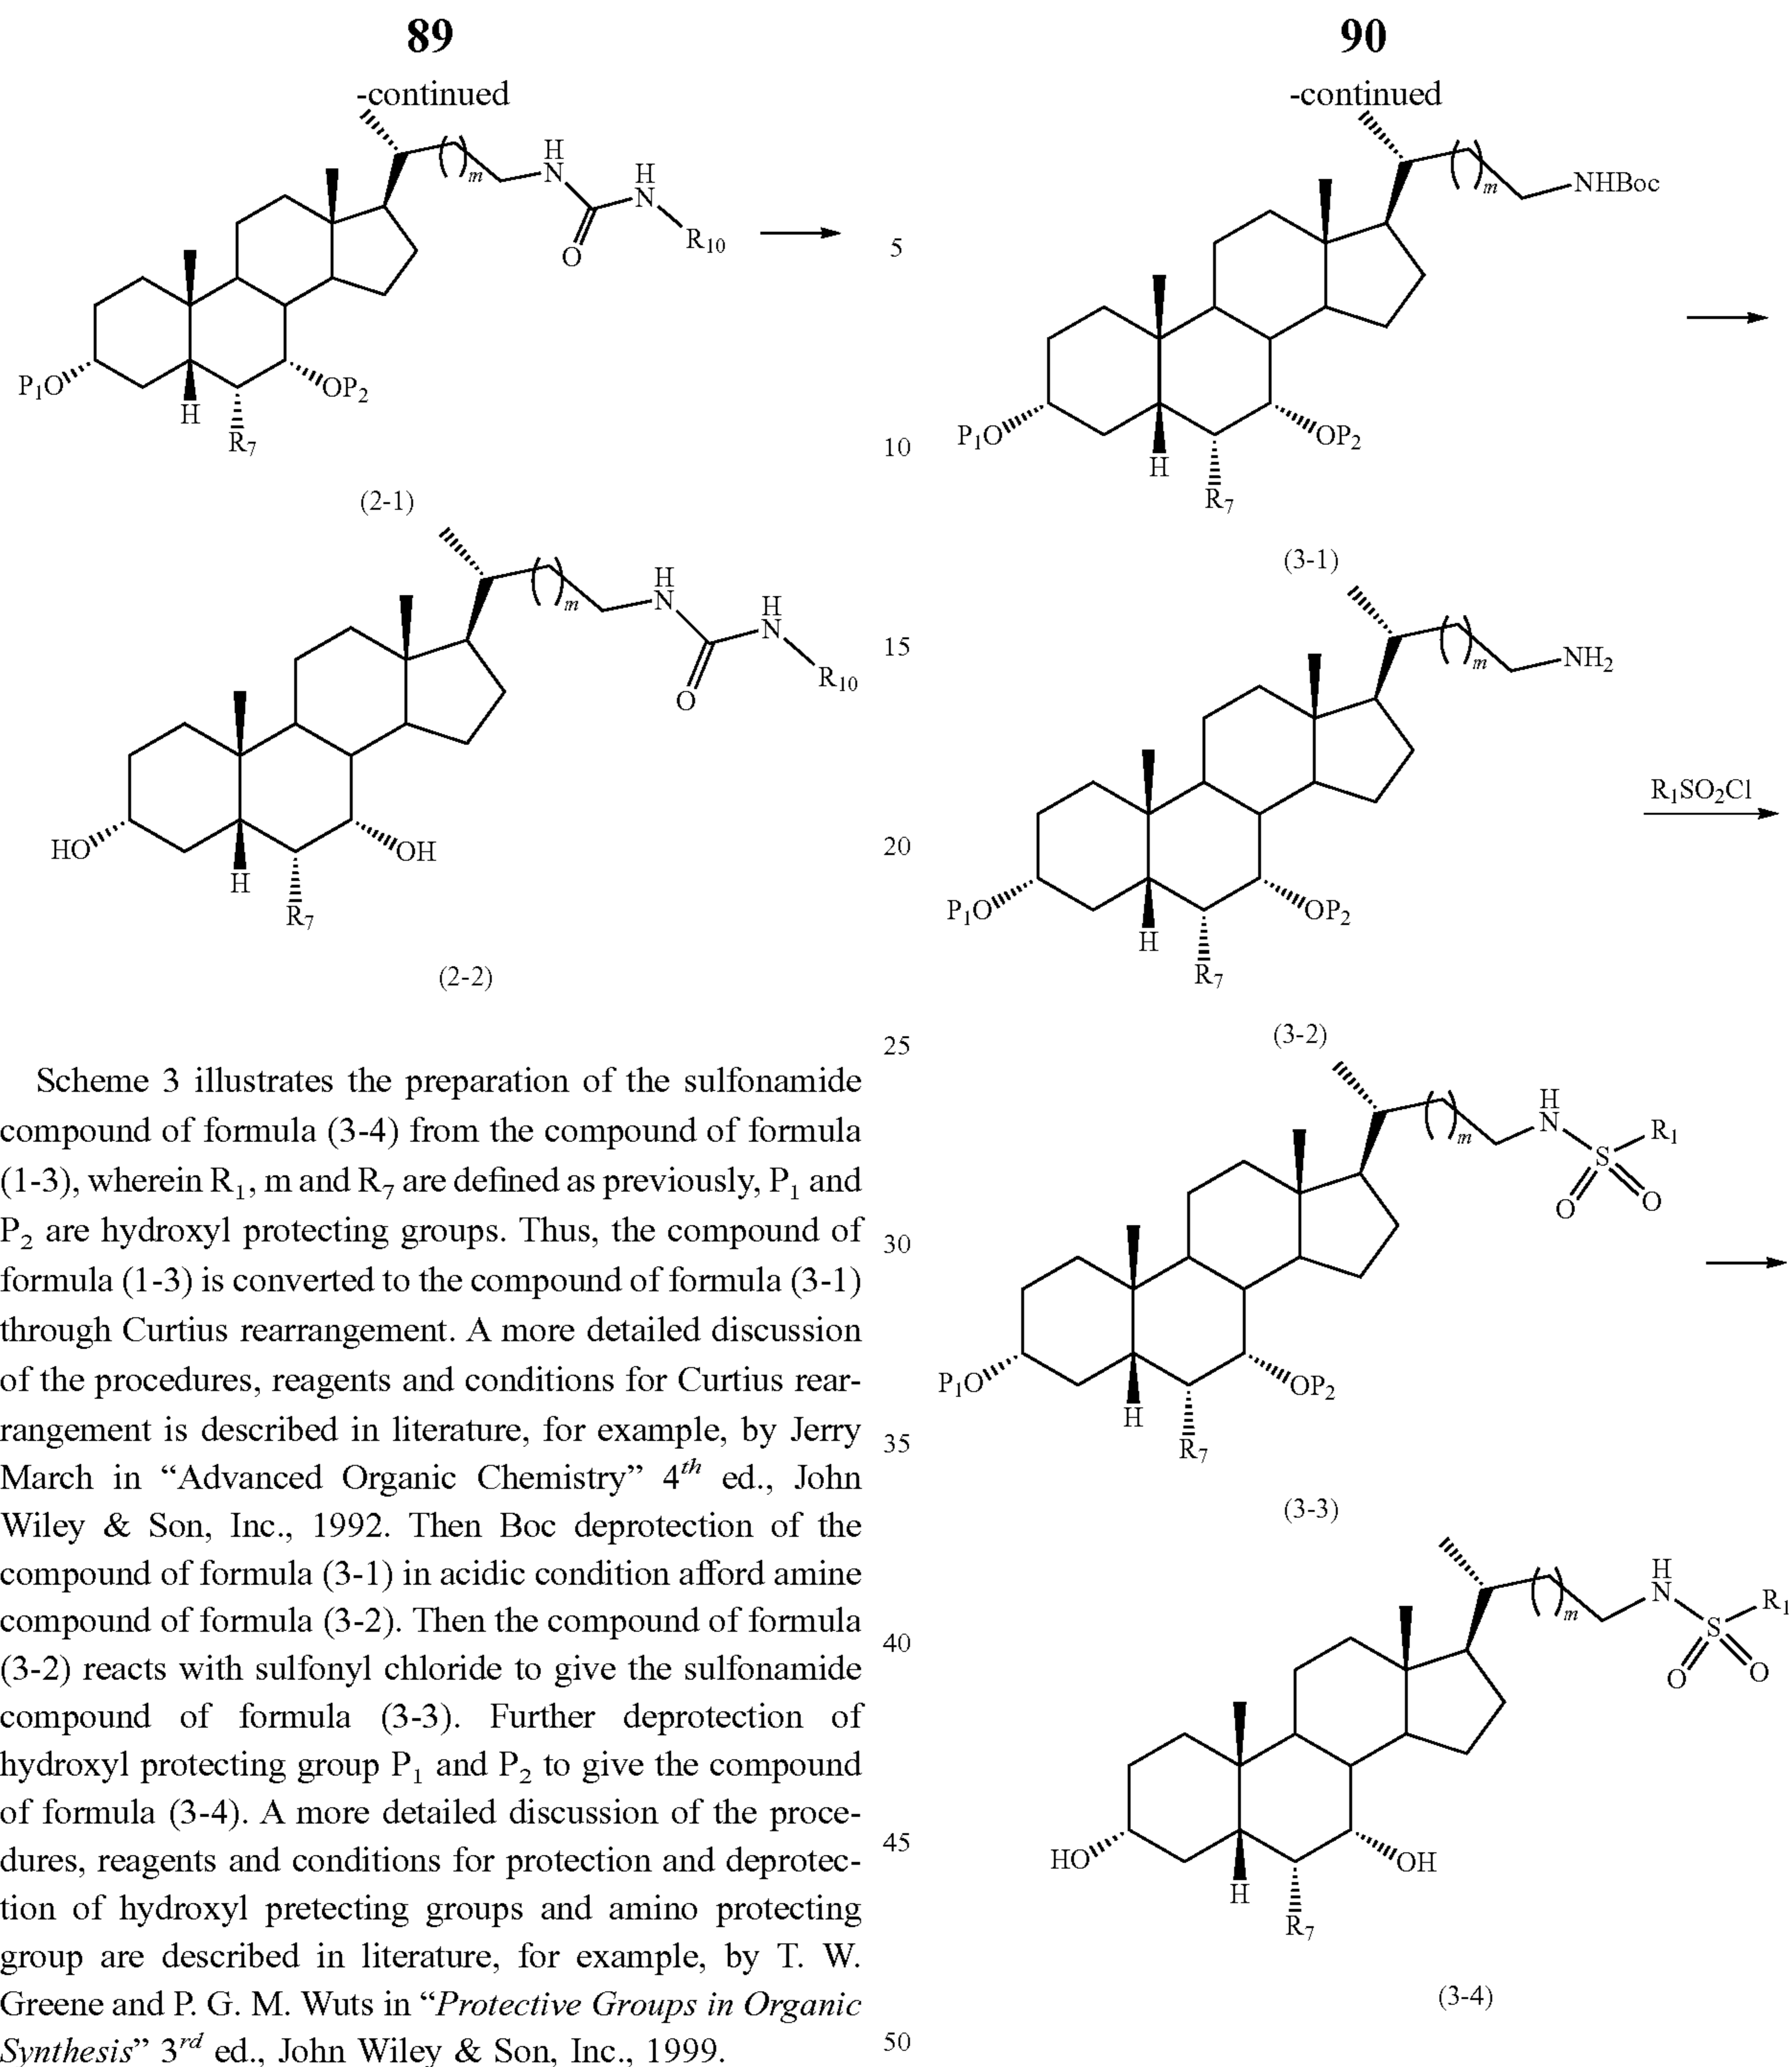 89
-continued
H
N
H
N
O
R10
P1O
OP2
H
R7
(2-1)
H
N
H
N
O
R10
HO
OH
H
R7
(2-2)
m
m
Scheme 3 illustrates the preparation of the sulfonamide
compound of formula (3-4) from the compound of formula
(1-3), wherein R1, m and R7 are defined as previously, P1 and
P2 are hydroxyl protecting groups. Thus, the compound of
formula (1-3) is converted to the compound of formula (3-1)
through Curtius rearrangement. A more detailed discussion
of the procedures, reagents and conditions for Curtius rear-
rangement is described in literature, for example, by Jerry
March in “Advanced Organic Chemistry” 4th ed., John
Wiley & Son, Inc., 1992. Then Boc deprotection of the
compound of formula (3-1) in acidic condition afford amine
compound of formula (3-2). Then the compound of formula
(3-2) reacts with sulfonyl chloride to give the sulfonamide
compound of formula (3-3). Further deprotection of
hydroxyl protecting group P1 and P2 to give the compound
of formula (3-4). A more detailed discussion of the proce-
dures, reagents and conditions for protection and deprotec-
tion of hydroxyl pretecting groups and amino protecting
group are described in literature, for example, by T. W.
Greene and P. G. M. Wuts in “Protective Groups in Organic
Synthesis” 3rd ed., John Wiley & Son, Inc., 1999.
5
10
15
20
25
30
35
40
45
50
90
-continued
m
NHBoc
P1O
OP2
H
R7
(3-1)
m
NH2
R1SO2Cl
P1O
OP2
H
R7
(3-2)
m
H
N
S
R1
O
O
P1O
OP2
H
R7
(3-3)
m
H
N
S
R1
O
O
HO
OH
H
R7
(3-4)